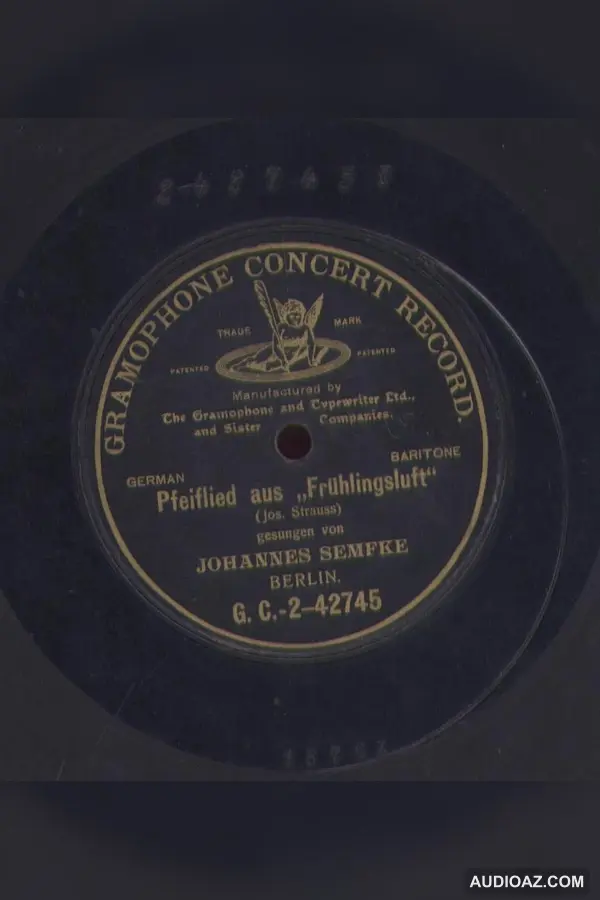 GRAMOPHONE CONCERT RECORD.
TRADE MARK
PATENTED PATENTED
Manufactured by
The Gramophone and Typewriter Ltd.,
and Sister Companies.
GERMAN BARITONE
Pfeiflied aus „Frühlingsluft“
(Jos. Strauss)
gesungen von
JOHANNES SEMFKE
BERLIN.
G. C.-2-42745
AUDIOAZ.COM